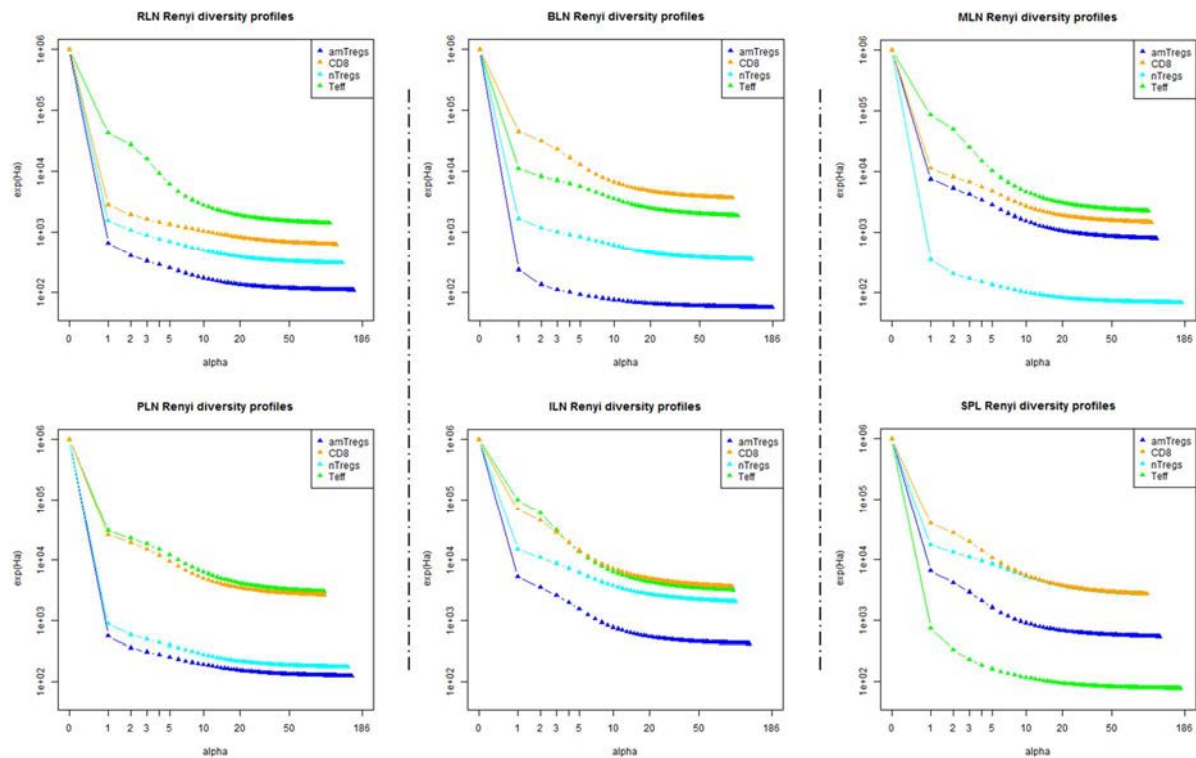 RLN Renyi diversity profiles
exp(Ha)
1e+06
1e+05
1e+04
1e+03
1e+02
amTregs
CD8
nTregs
Teff
0 1 2 3 5 10 20 50 186
alpha
BLN Renyi diversity profiles
exp(Ha)
1e+06
1e+05
1e+04
1e+03
1e+02
amTregs
CD8
nTregs
Teff
0 1 2 3 5 10 20 50 186
alpha
MLN Renyi diversity profiles
exp(Ha)
1e+06
1e+05
1e+04
1e+03
1e+02
amTregs
CD8
nTregs
Teff
0 1 2 3 5 10 20 50 186
alpha
PLN Renyi diversity profiles
exp(Ha)
1e+06
1e+05
1e+04
1e+03
1e+02
amTregs
CD8
nTregs
Teff
0 1 2 3 5 10 20 50 186
alpha
ILN Renyi diversity profiles
exp(Ha)
1e+06
1e+05
1e+04
1e+03
1e+02
amTregs
CD8
nTregs
Teff
0 1 2 3 5 10 20 50 186
alpha
SPL Renyi diversity profiles
exp(Ha)
1e+06
1e+05
1e+04
1e+03
1e+02
amTregs
CD8
nTregs
Teff
0 1 2 3 5 10 20 50 186
alpha